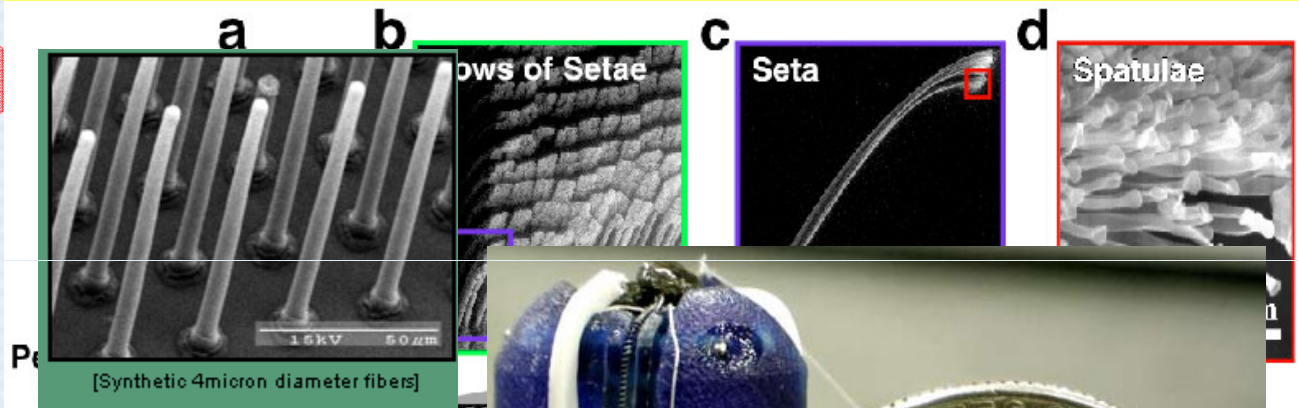 a b c d
ows of Setae
Seta
Spatulae
15kV 50µm
m
Pe
[Synthetic 4micron diameter fibers]